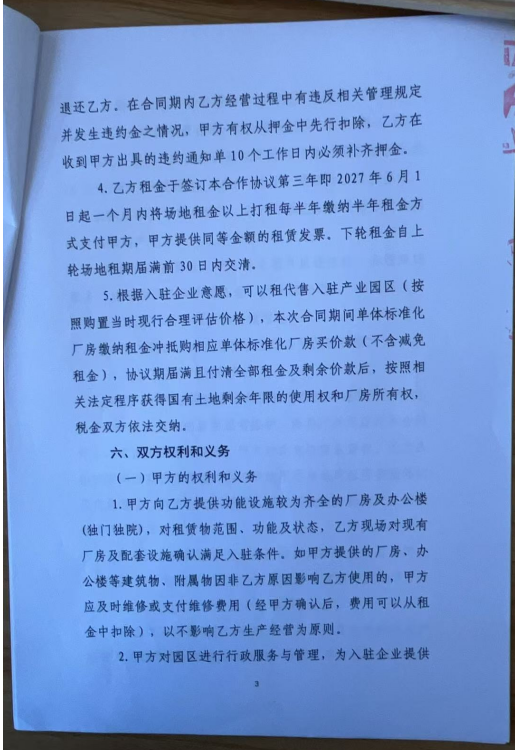 退还乙方。在合同期内乙方经营过程中有违反相关管理规定
并发生违约金之情况，甲方有权从押金中先行扣除，乙方在
收到甲方出具的违约通知单 10 个工作日内必须补齐押金。
4.乙方租金于签订本合作协议第三年即 2027 年 6 月 1
日起一个月内将场地租金以上打租每半年缴纳半年租金方
式支付甲方，甲方提供同等金额的租赁发票。下轮租金自上
轮场地租期届满前 30 日内交清。
5.根据入驻企业意愿，可以租代售入驻产业园区（按
照购置当时现行合理评估价格），本次合同期间单体标准化
厂房缴纳租金冲抵购相应单体标准化厂房买价款（不含减免
租金），协议期届满且付清全部租金及剩余价款后，按照相
关法定程序获得国有土地剩余年限的使用权和厂房所有权，
税金双方依法交纳。
六、双方权利和义务
（一）甲方的权利和义务
1.甲方向乙方提供功能设施较为齐全的厂房及办公楼
(独门独院)，对租赁物范围、功能及状态，乙方现场对现有
厂房及配套设施确认满足入驻条件。如甲方提供的厂房、办
公楼等建筑物、附属物因非乙方原因影响乙方使用的，甲方
应及时维修或支付维修费用（经甲方确认后，费用可以从租
金中扣除），以不影响乙方生产经营为原则。
2.甲方对园区进行行政服务与管理，为入驻企业提供
3